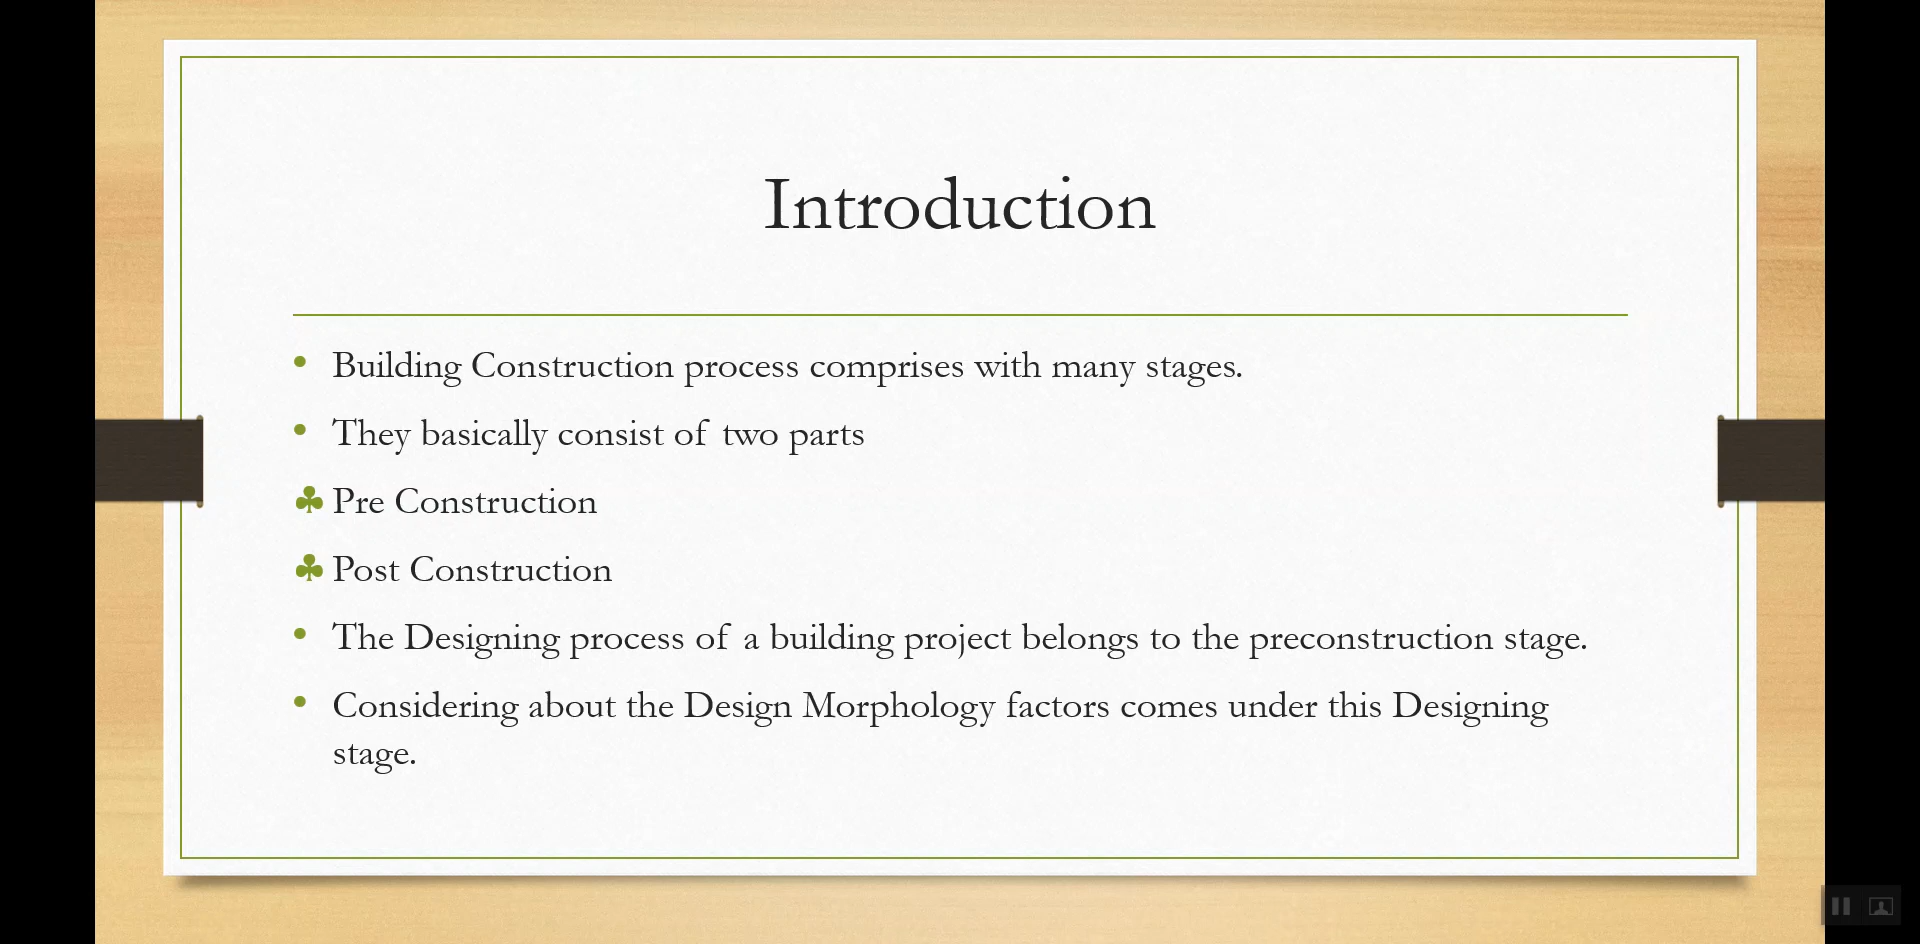 Introduction
• Building Construction process comprises with many stages.
• They basically consist of two parts
♣ Pre Construction
♣ Post Construction
• The Designing process of a building project belongs to the preconstruction stage.
• Considering about the Design Morphology factors comes under this Designing
stage.